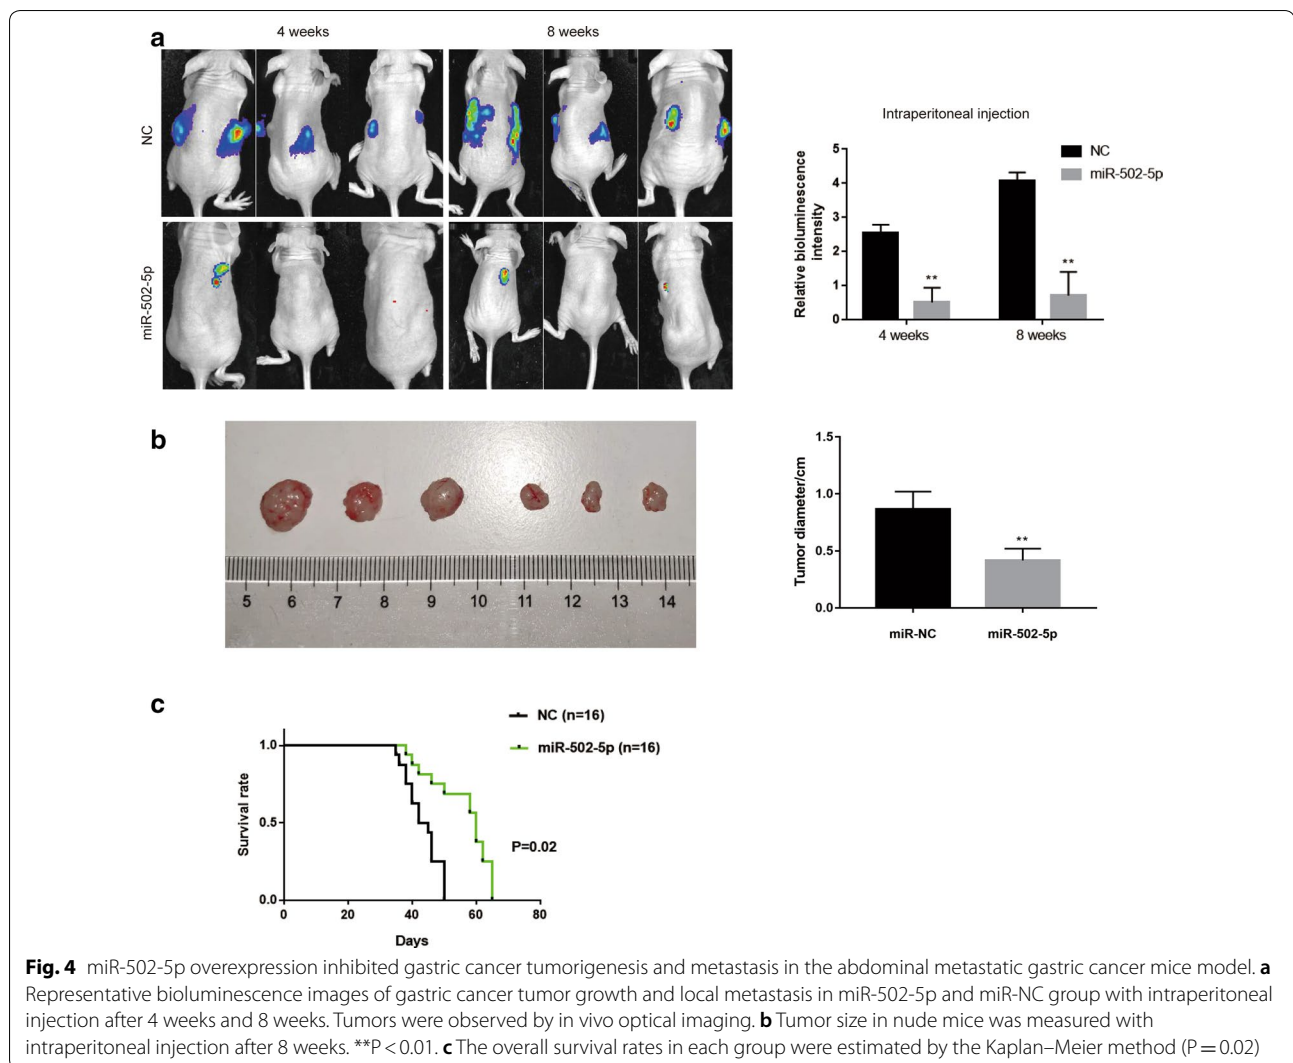 a
4 weeks
8 weeks
NC
miR-502-5p
Intraperitoneal injection
NC
miR-502-5p
Relative bioluminescence
intensity
5
4
3
2
1
0
**
**
4 weeks
8 weeks
b
5 6 7 8 9 10 11 12 13 14
Tumor diameter/cm
1.5
1.0
0.5
0.0
**
miR-NC
miR-502-5p
c
NC (n=16)
miR-502-5p (n=16)
Survival rate
1.0
0.5
0.0
P=0.02
0 20 40 60 80
Days
Fig. 4 miR-502-5p overexpression inhibited gastric cancer tumorigenesis and metastasis in the abdominal metastatic gastric cancer mice model. a
Representative bioluminescence images of gastric cancer tumor growth and local metastasis in miR-502-5p and miR-NC group with intraperitoneal
injection after 4 weeks and 8 weeks. Tumors were observed by in vivo optical imaging. b Tumor size in nude mice was measured with
intraperitoneal injection after 8 weeks. **P < 0.01. c The overall survival rates in each group were estimated by the Kaplan–Meier method (P = 0.02)